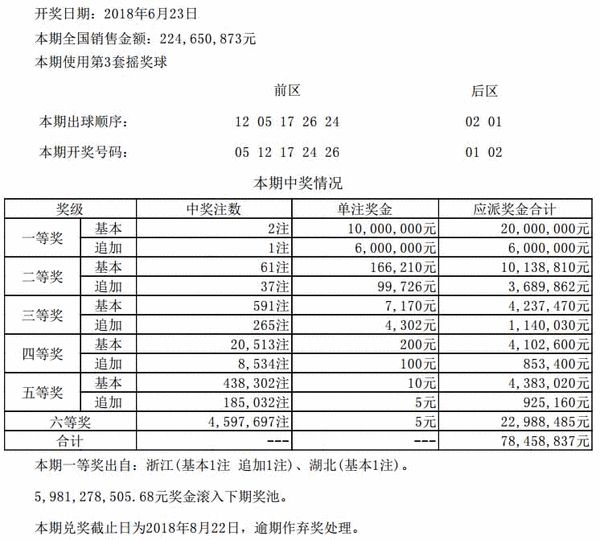 开奖日期：2018年6月23日
本期全国销售金额：224,650,873元
本期使用第3套摇奖球
前区 后区
本期出球顺序： 12 05 17 26 24 02 01
本期开奖号码： 05 12 17 24 26 01 02
本期中奖情况
奖级 中奖注数 单注奖金 应派奖金合计
一等奖 基本 2注 10,000,000元 20,000,000元
追加 1注 6,000,000元 6,000,000元
二等奖 基本 61注 166,210元 10,138,810元
追加 37注 99,726元 3,689,862元
三等奖 基本 591注 7,170元 4,237,470元
追加 265注 4,302元 1,140,030元
四等奖 基本 20,513注 200元 4,102,600元
追加 8,534注 100元 853,400元
五等奖 基本 438,302注 10元 4,383,020元
追加 185,032注 5元 925,160元
六等奖 4,597,697注 5元 22,988,485元
合计 --- --- 78,458,837元
本期一等奖出自：浙江(基本1注 追加1注)、湖北(基本1注)。
5,981,278,505.68元奖金滚入下期奖池。
本期兑奖截止日为2018年8月22日，逾期作弃奖处理。